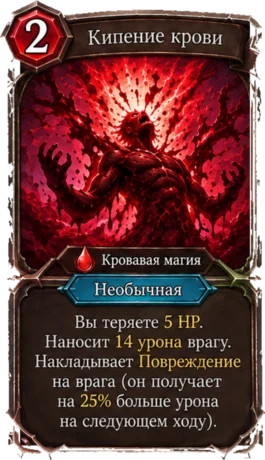 2
Кипение крови
Кровавая магия
Необычная
Вы теряете 5 HP.
Наносит 14 урона врагу.
Накладывает Повреждение
на врага (он получает
на 25% больше урона
на следующем ходу).